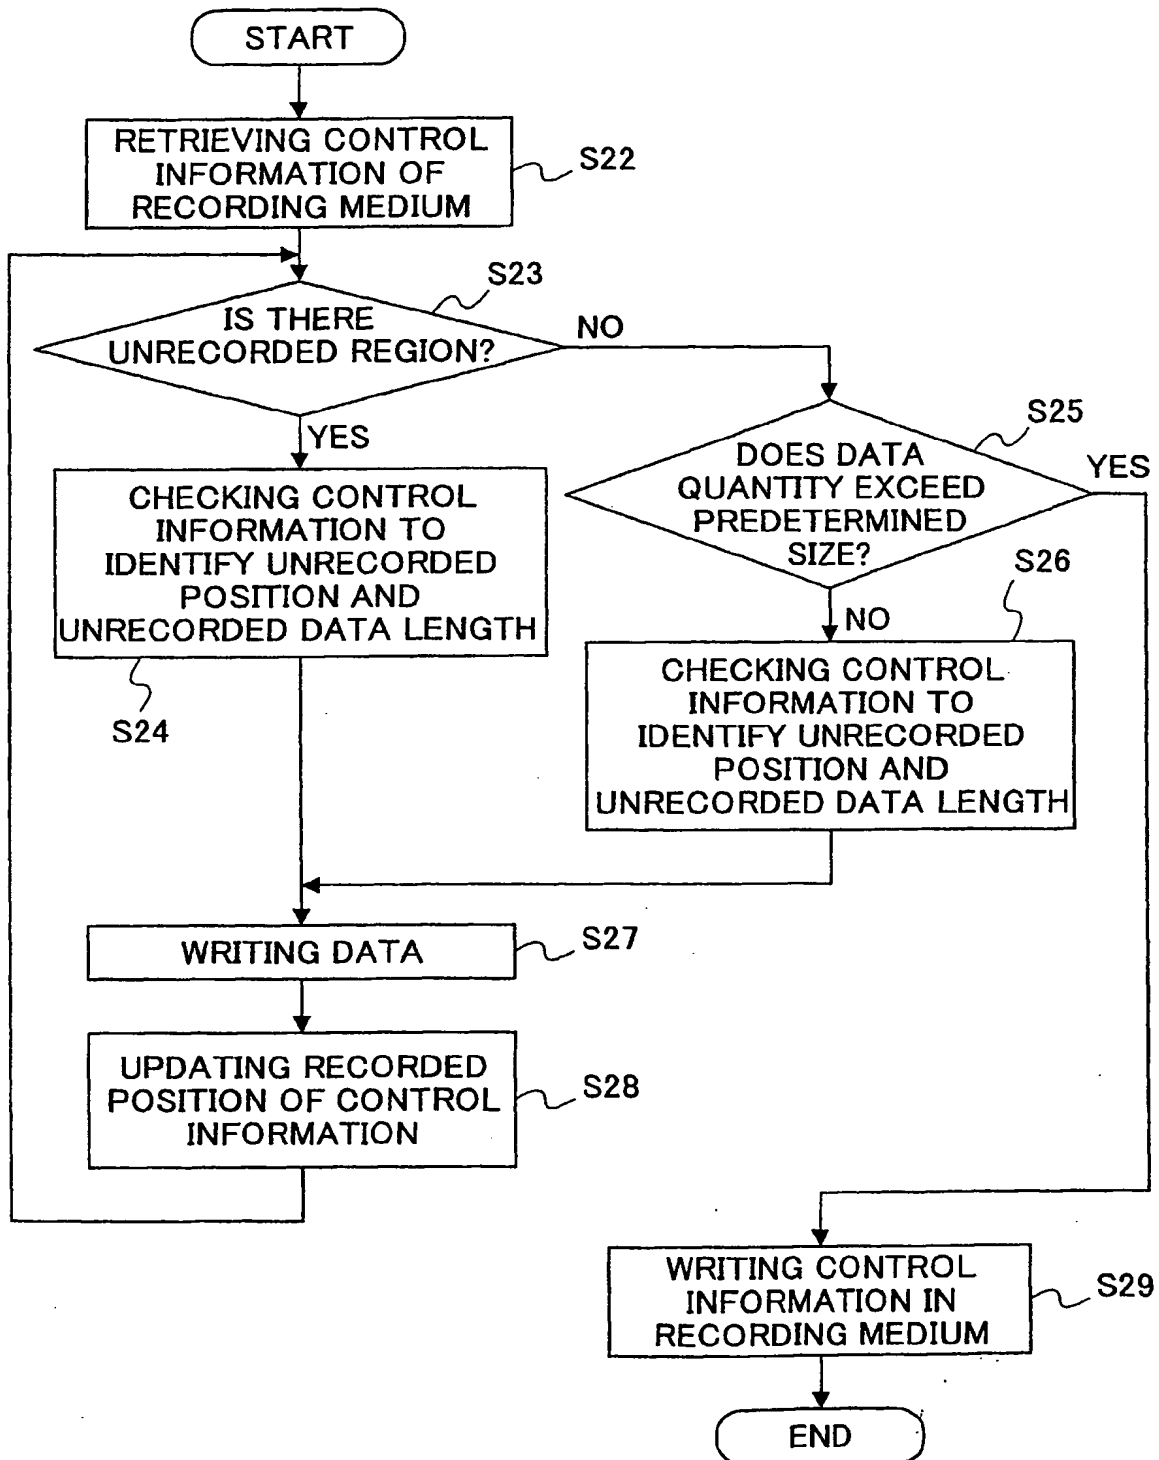 START
RETRIEVING CONTROL
INFORMATION OF
RECORDING MEDIUM
S22
S23
IS THERE
UNRECORDED REGION?
NO
YES
S25
DOES DATA
QUANTITY EXCEED
PREDETERMINED
SIZE?
YES
CHECKING CONTROL
INFORMATION TO
IDENTIFY UNRECORDED
POSITION AND
UNRECORDED DATA LENGTH
S24
NO
S26
CHECKING CONTROL
INFORMATION TO
IDENTIFY UNRECORDED
POSITION AND
UNRECORDED DATA LENGTH
WRITING DATA
S27
UPDATING RECORDED
POSITION OF CONTROL
INFORMATION
S28
WRITING CONTROL
INFORMATION IN
RECORDING MEDIUM
S29
END